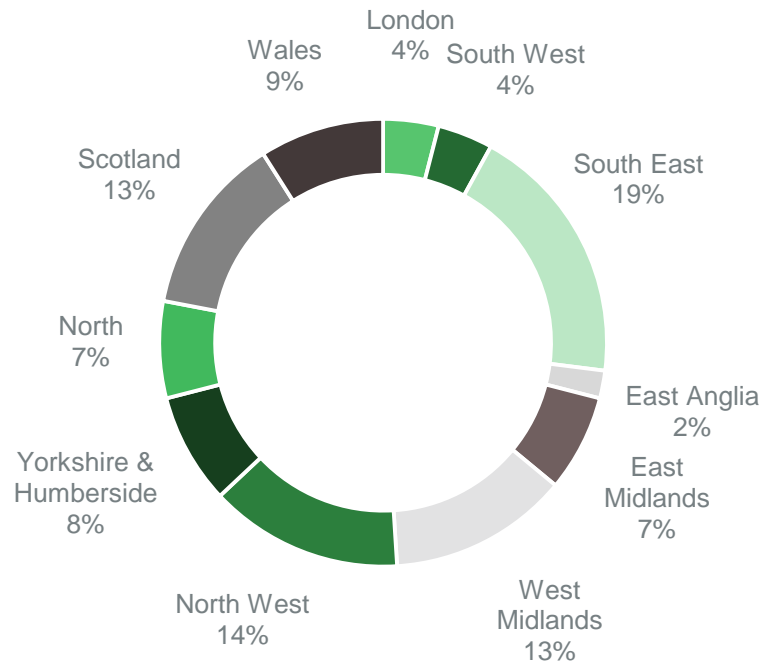 London
4%
South West
4%
South East
19%
East Anglia
2%
East
Midlands
7%
West
Midlands
13%
North West
14%
Yorkshire &
Humberside
8%
North
7%
Scotland
13%
Wales
9%